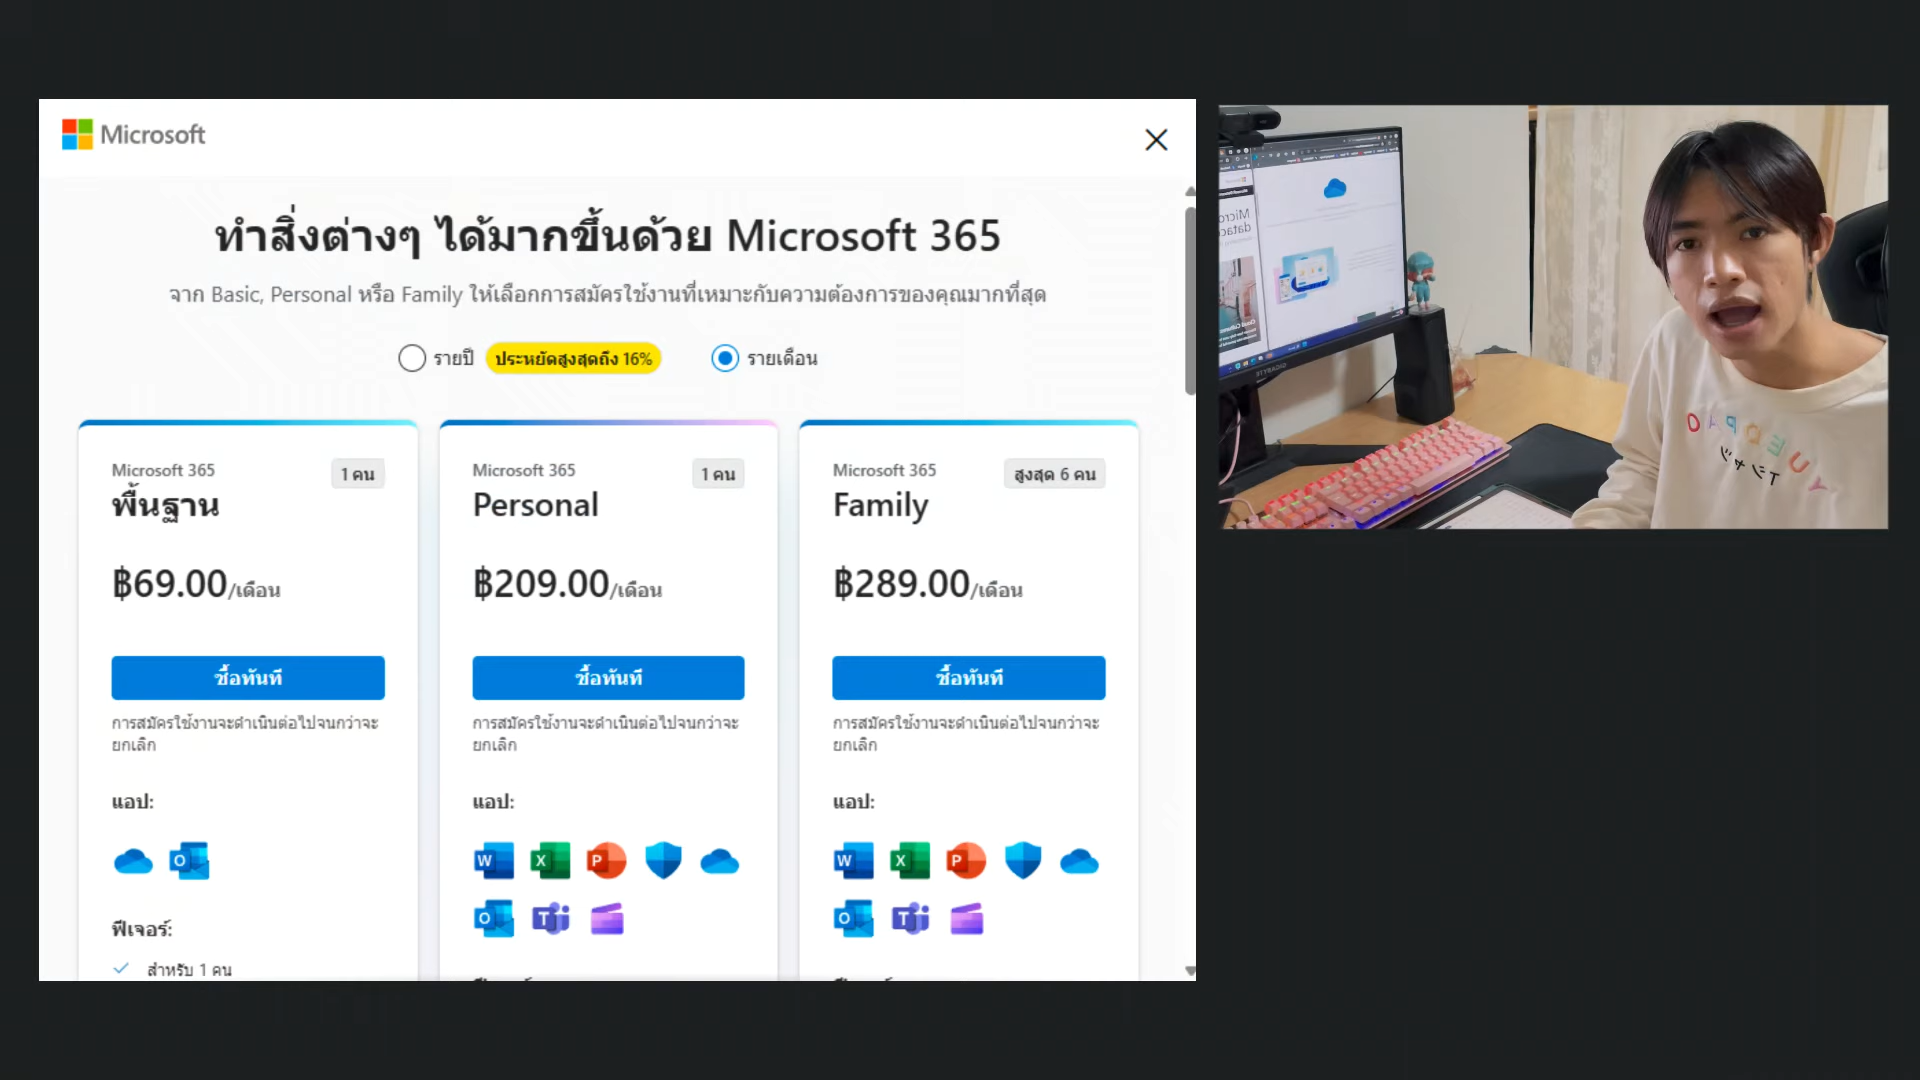 Microsoft
ทำสิ่งต่างๆ ได้มากขึ้นด้วย Microsoft 365
จาก Basic, Personal หรือ Family ให้เลือกการสมัครใช้งานที่เหมาะกับความต้องการของคุณมากที่สุด
รายปี ประหยัดสูงสุดถึง 16% รายเดือน
Microsoft 365 1 คน
พื้นฐาน
฿69.00/เดือน
ซื้อทันที
การสมัครใช้งานจะดำเนินต่อไปจนกว่าจะ
ยกเลิก
แอป:
O
ฟีเจอร์:
สำหรับ 1 คน
Microsoft 365 1 คน
Personal
฿209.00/เดือน
ซื้อทันที
การสมัครใช้งานจะดำเนินต่อไปจนกว่าจะ
ยกเลิก
แอป:
W X P
O T
Microsoft 365 สูงสุด 6 คน
Family
฿289.00/เดือน
ซื้อทันที
การสมัครใช้งานจะดำเนินต่อไปจนกว่าจะ
ยกเลิก
แอป:
W X P
O T
GIGABYTE